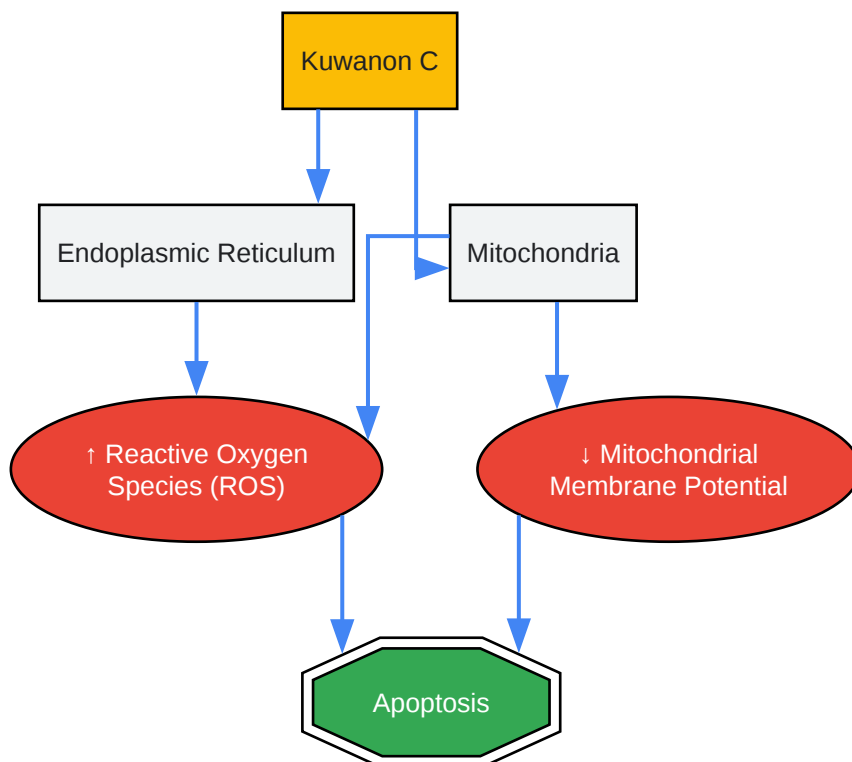 Kuwanon C
Endoplasmic Reticulum
Mitochondria
↑ Reactive Oxygen
Species (ROS)
↓ Mitochondrial
Membrane Potential
Apoptosis